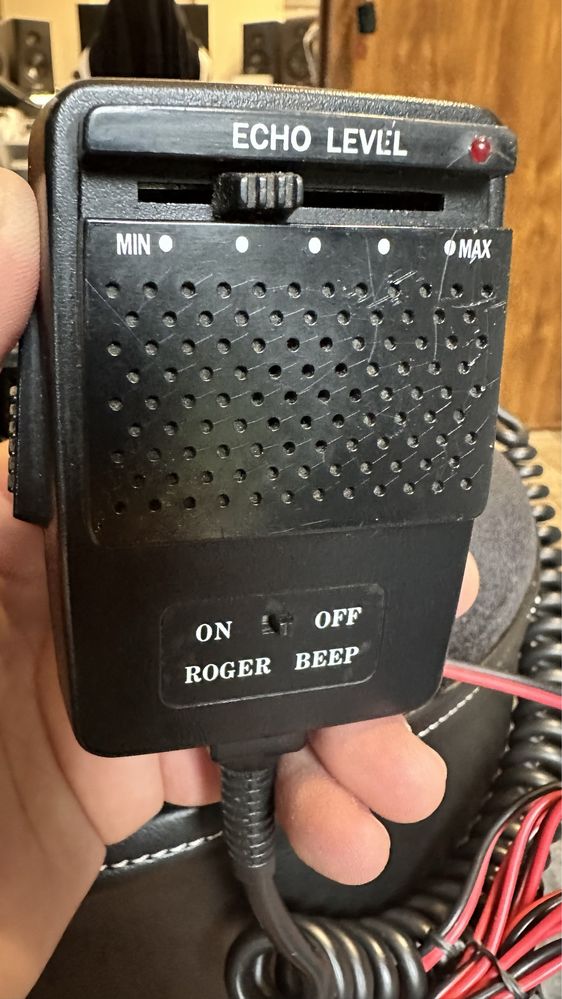 ECHO LEVEL
MIN MAX
ON OFF
ROGER BEEP